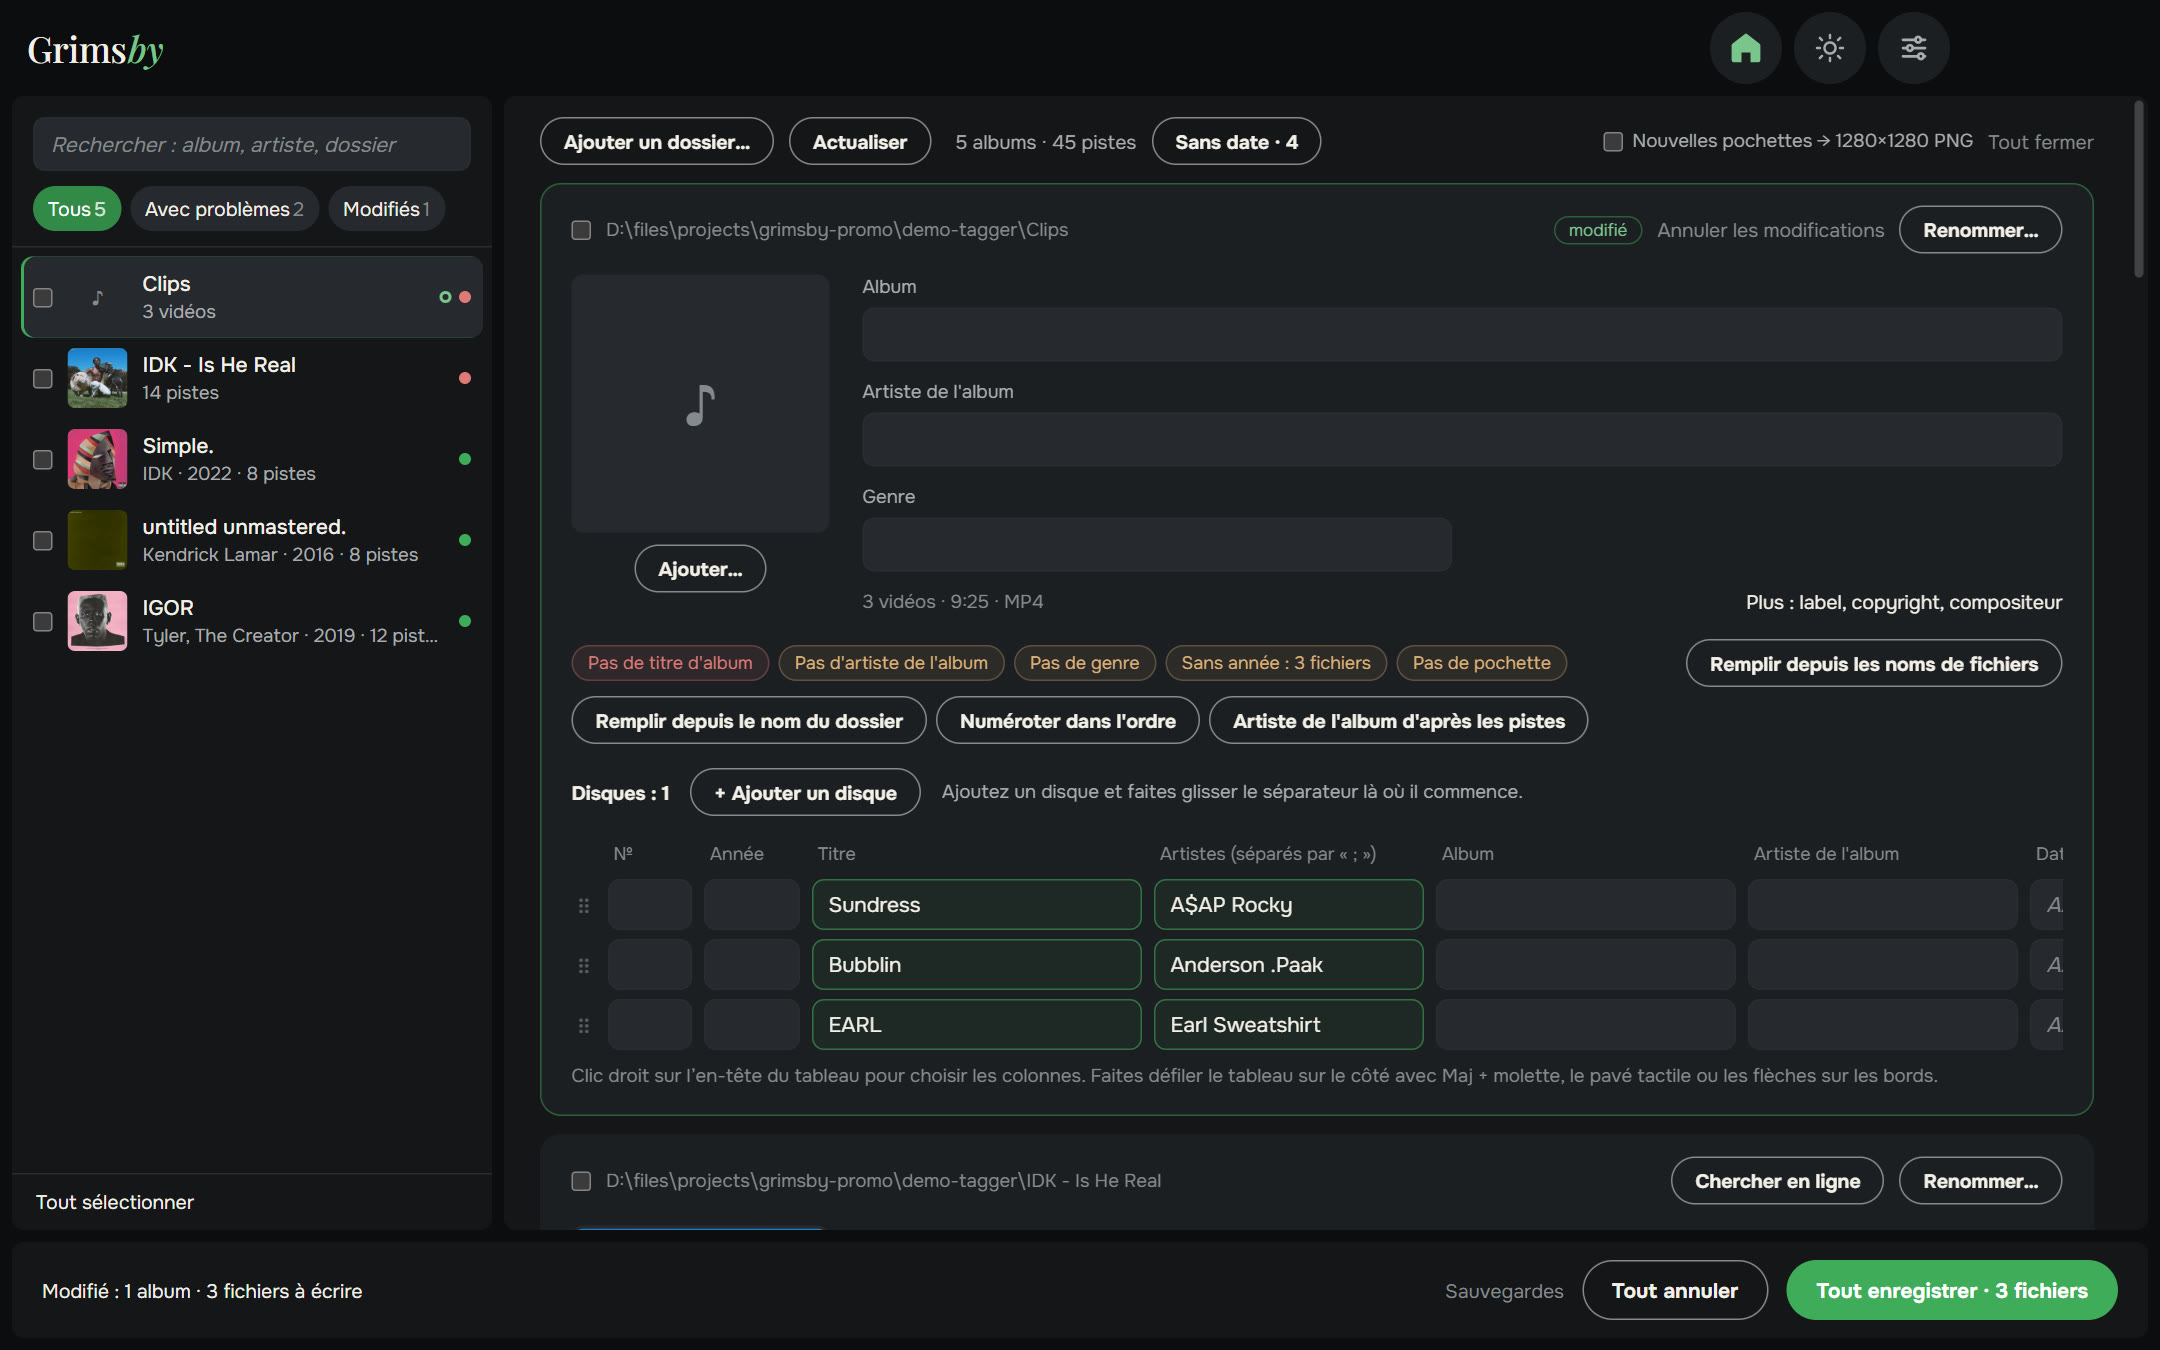 Grimsby
Rechercher : album, artiste, dossier
Tous 5
Avec problèmes 2
Modifiés 1
Clips
3 vidéos
IDK - Is He Real
14 pistes
Simple.
IDK · 2022 · 8 pistes
untitled unmastered.
Kendrick Lamar · 2016 · 8 pistes
IGOR
Tyler, The Creator · 2019 · 12 pist...
Tout sélectionner
Ajouter un dossier...
Actualiser
5 albums · 45 pistes
Sans date · 4
Nouvelles pochettes → 1280×1280 PNG
Tout fermer
D:\files\projects\grimsby-promo\demo-tagger\Clips
modifié
Annuler les modifications
Renommer...
Album
Artiste de l'album
Genre
Ajouter...
3 vidéos · 9:25 · MP4
Plus : label, copyright, compositeur
Pas de titre d'album
Pas d'artiste de l'album
Pas de genre
Sans année : 3 fichiers
Pas de pochette
Remplir depuis les noms de fichiers
Remplir depuis le nom du dossier
Numéroter dans l'ordre
Artiste de l'album d'après les pistes
Disques : 1
+ Ajouter un disque
Ajoutez un disque et faites glisser le séparateur là où il commence.
Nº Année Titre Artistes (séparés par « ; ») Album Artiste de l'album Dat
Sundress A$AP Rocky A
Bubblin Anderson .Paak A
EARL Earl Sweatshirt A
Clic droit sur l’en-tête du tableau pour choisir les colonnes. Faites défiler le tableau sur le côté avec Maj + molette, le pavé tactile ou les flèches sur les bords.
D:\files\projects\grimsby-promo\demo-tagger\IDK - Is He Real
Chercher en ligne
Renommer...
Modifié : 1 album · 3 fichiers à écrire
Sauvegardes
Tout annuler
Tout enregistrer · 3 fichiers